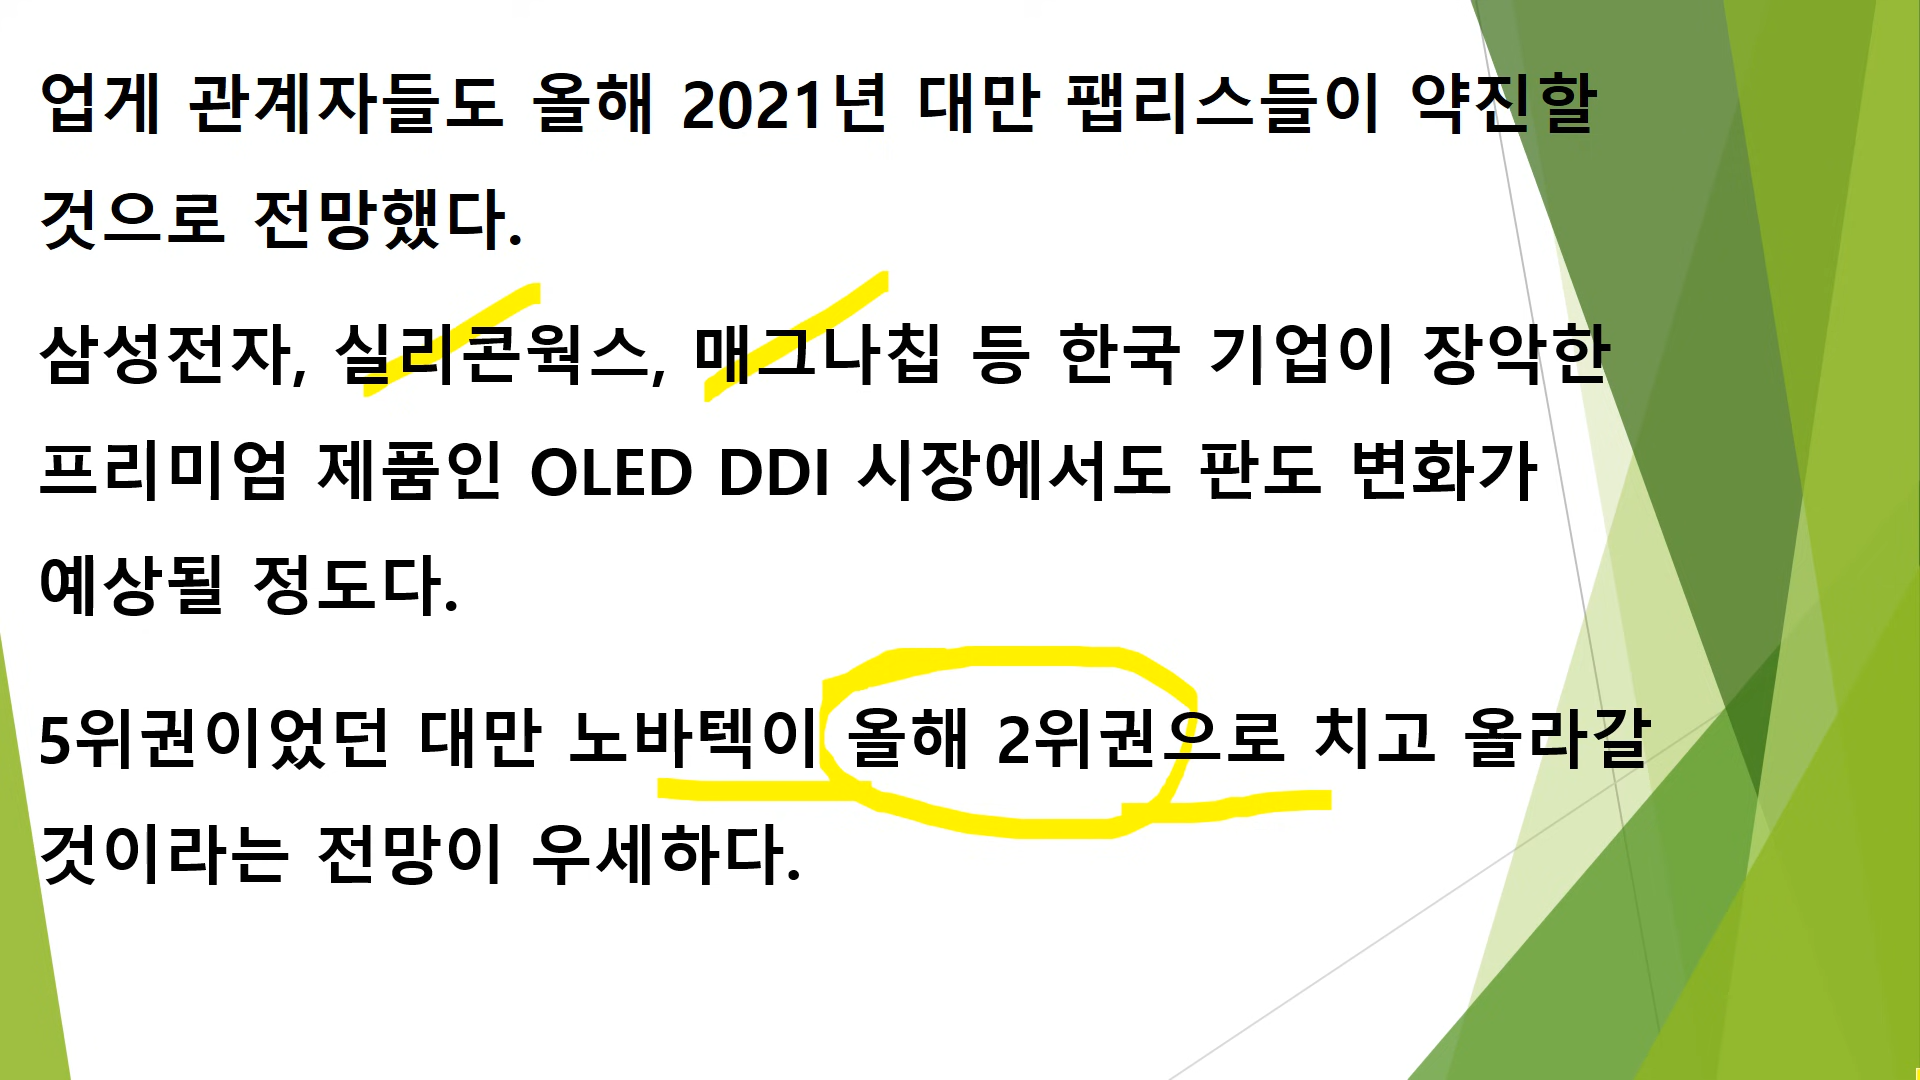 업게 관계자들도 올해 2021년 대만 팹리스들이 약진할
것으로 전망했다.
삼성전자, 실리콘웍스, 매그나칩 등 한국 기업이 장악한
프리미엄 제품인 OLED DDI 시장에서도 판도 변화가
예상될 정도다.
5위권이었던 대만 노바텍이 올해 2위권으로 치고 올라갈
것이라는 전망이 우세하다.